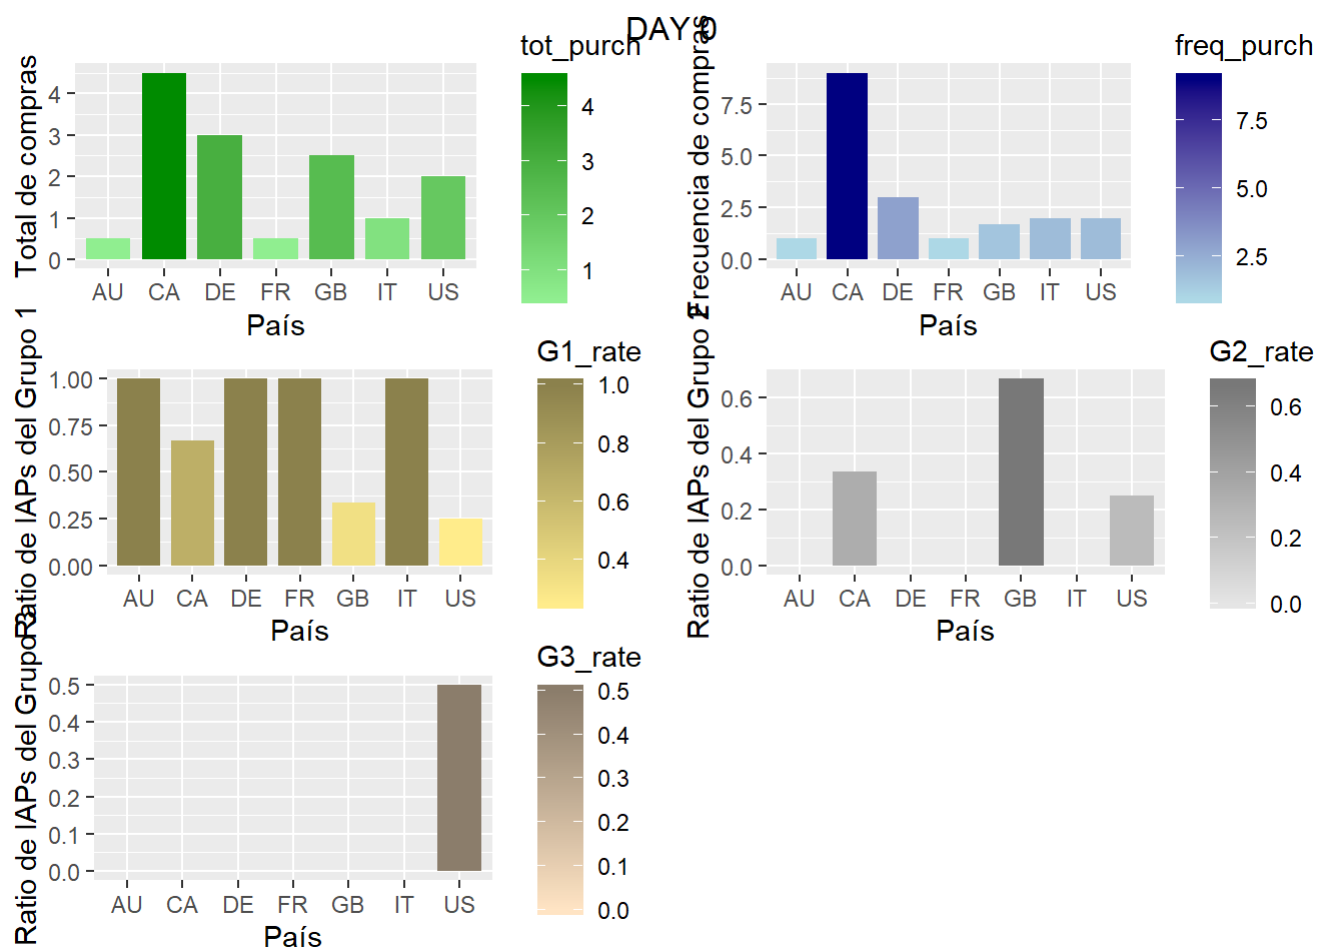 DAY 0
Total de compras
4
3
2
1
0
AU CA DE FR GB IT US
País
tot_purch
4
3
2
1
Frecuencia de compras
7.5
5.0
2.5
0.0
AU CA DE FR GB IT US
País
freq_purch
7.5
5.0
2.5
Ratio de IAPs del Grupo 1
1.00
0.75
0.50
0.25
0.00
AU CA DE FR GB IT US
País
G1_rate
1.0
0.8
0.6
0.4
Ratio de IAPs del Grupo 2
0.6
0.4
0.2
0.0
AU CA DE FR GB IT US
País
G2_rate
0.6
0.4
0.2
0.0
Ratio de IAPs del Grupo 3
0.5
0.4
0.3
0.2
0.1
0.0
AU CA DE FR GB IT US
País
G3_rate
0.5
0.4
0.3
0.2
0.1
0.0